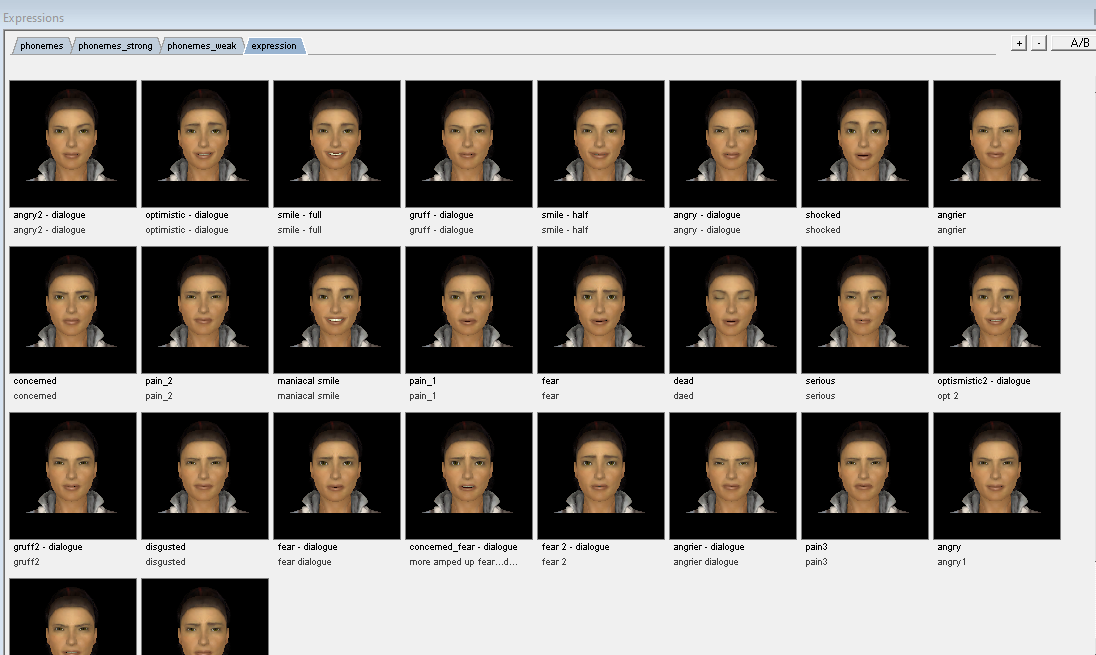 Expressions
phonemes phonemes_strong phonemes_weak expression + - A/B
angry2 - dialogue optimistic - dialogue smile - full gruff - dialogue smile - half angry - dialogue shocked angrier
angry2 - dialogue optimistic - dialogue smile - full gruff - dialogue smile - half angry - dialogue shocked angrier
concerned pain_2 maniacal smile pain_1 fear dead serious optismistic2 - dialogue
concerned pain_2 maniacal smile pain_1 fear daed serious opt 2
gruff2 - dialogue disgusted fear - dialogue concerned_fear - dialogue fear 2 - dialogue angrier - dialogue pain3 angry
gruff2 disgusted fear dialogue more amped up fear...d... fear 2 angrier dialogue pain3 angry1